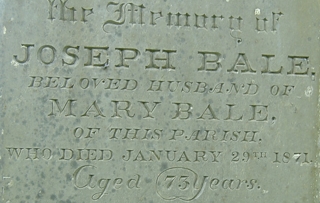 the Memory of
JOSEPH BALE.
BELOVED HUSBAND OF
MARY BALE.
OF THIS PARISH.
WHO DIED JANUARY 29TH 1871.
Aged 73 Years.